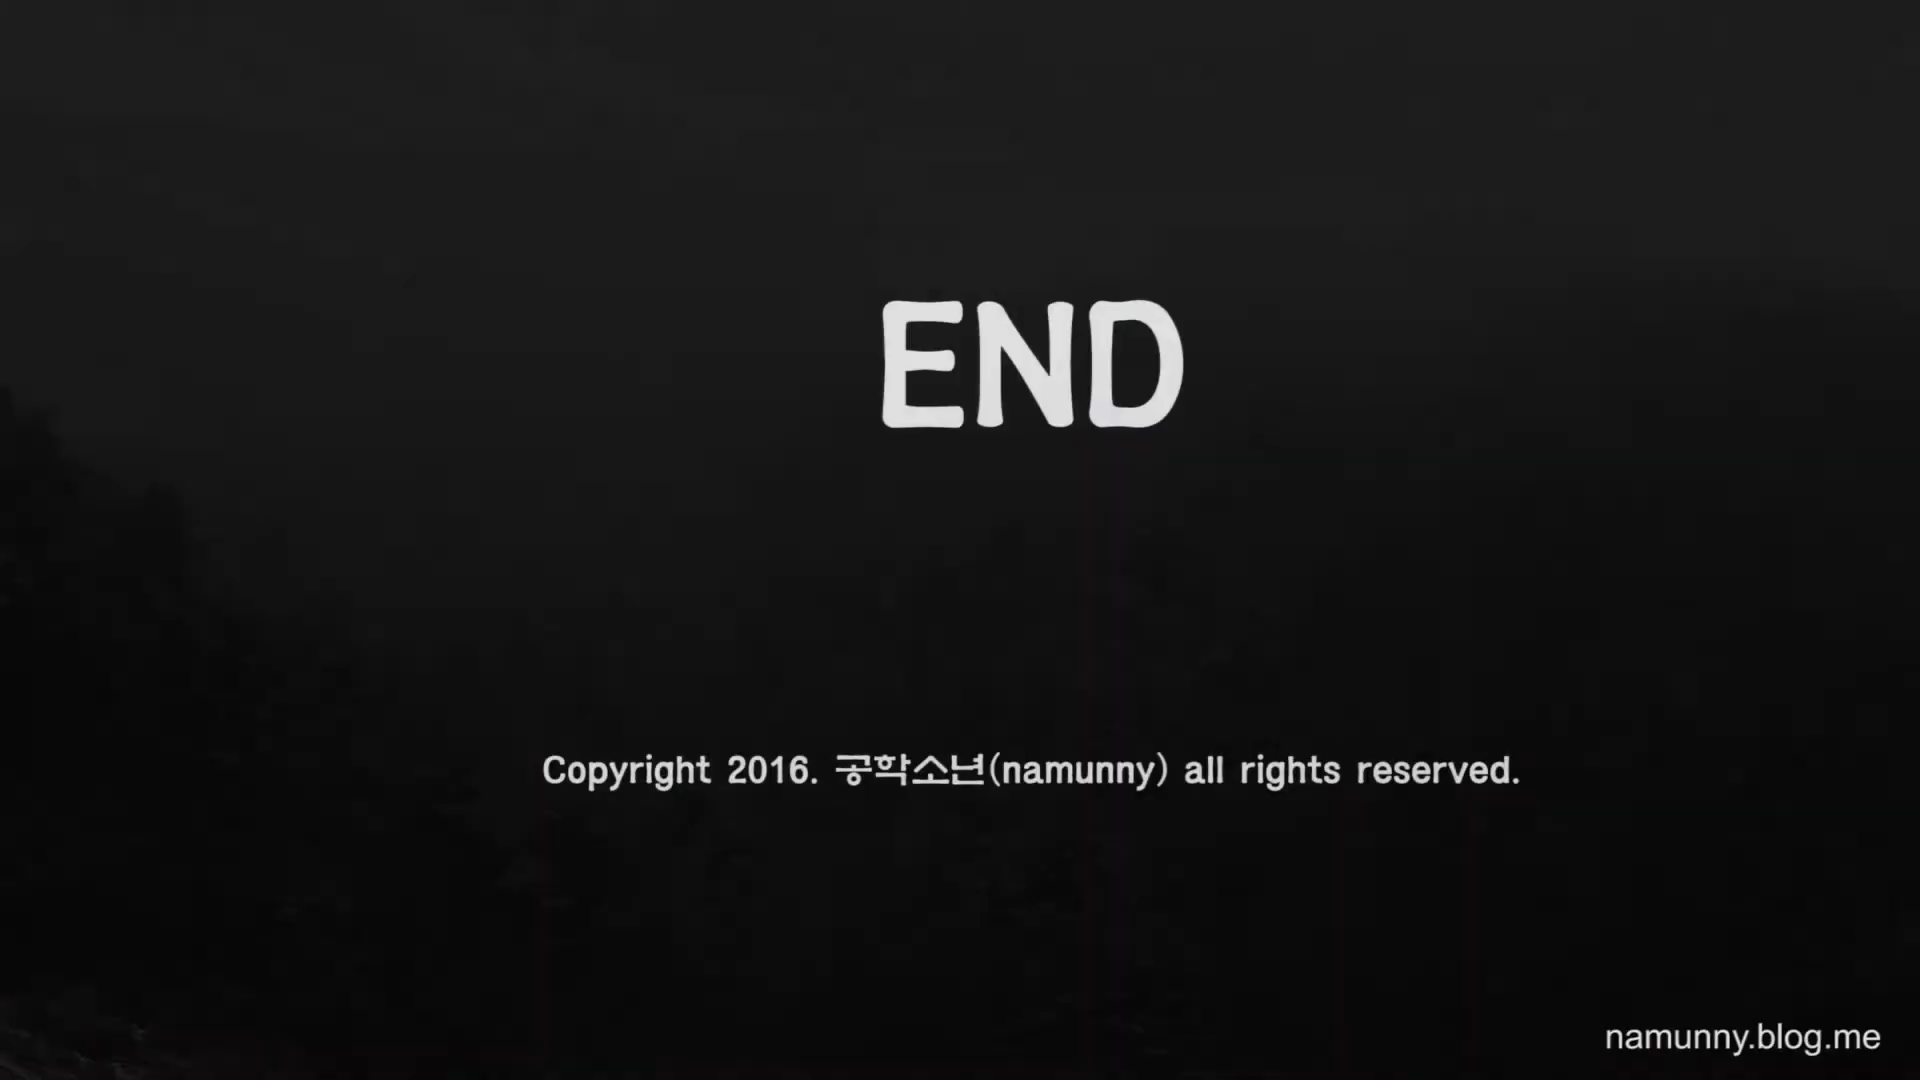 END
Copyright 2016. 공학소년(namunny) all rights reserved.
namunny.blog.me